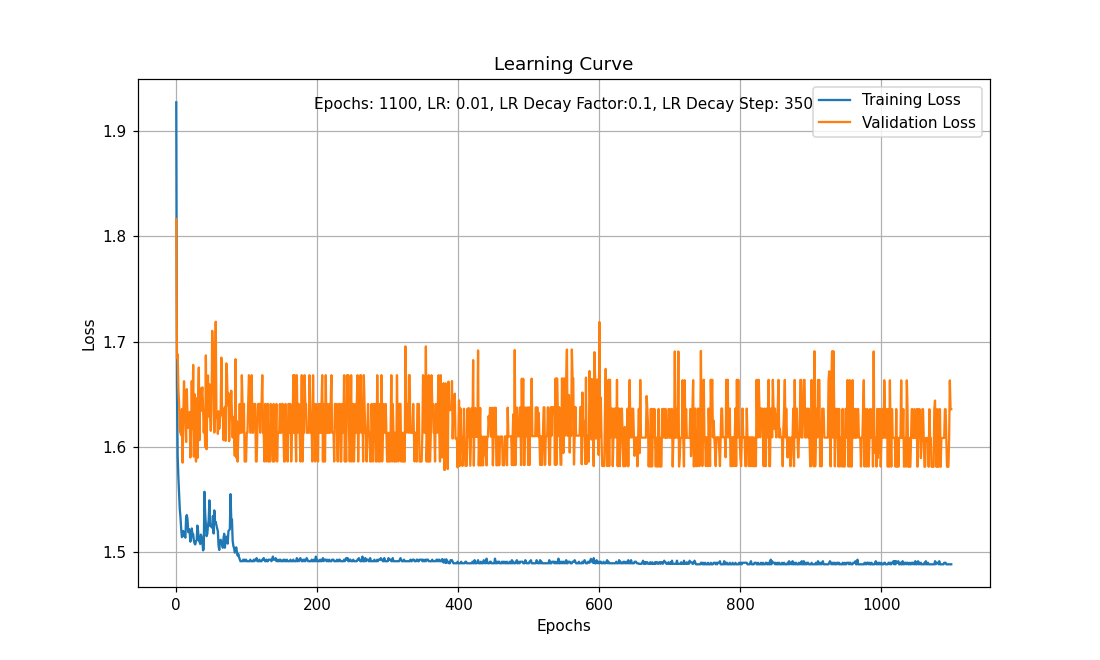 Learning Curve
Epochs: 1100, LR: 0.01, LR Decay Factor:0.1, LR Decay Step: 350
Training Loss
Validation Loss
1.9
1.8
1.7
1.6
1.5
Loss
0
200
400
600
800
1000
Epochs